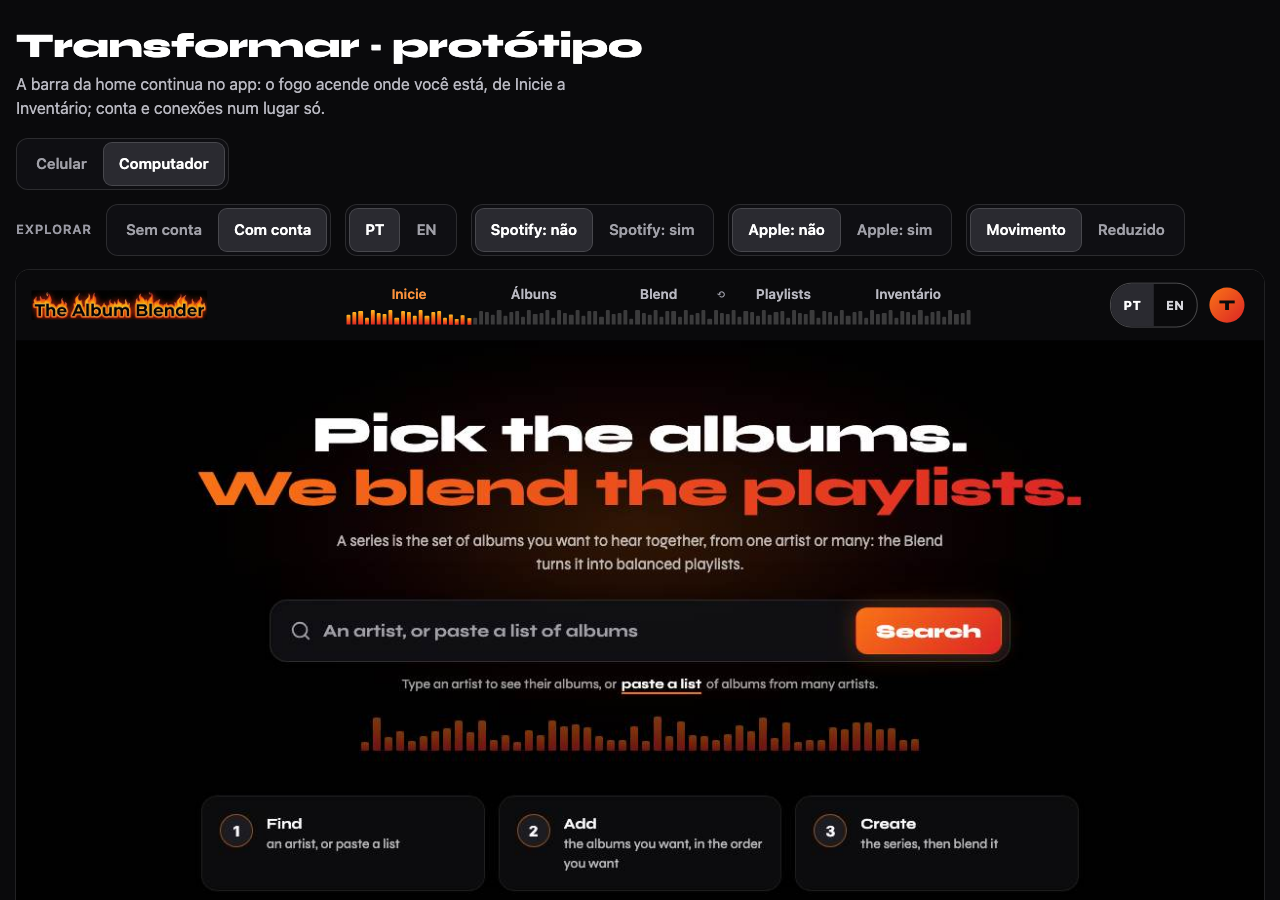 Transformar - protótipo
A barra da home continua no app: o fogo acende onde você está, de Inicie a
Inventário; conta e conexões num lugar só.
Celular Computador
EXPLORAR Sem conta Com conta PT EN Spotify: não Spotify: sim Apple: não Apple: sim Movimento Reduzido
The Album Blender Inicie Álbuns Blend Playlists Inventário PT EN T
Pick the albums.
We blend the playlists.
A series is the set of albums you want to hear together, from one artist or many: the Blend
turns it into balanced playlists.
An artist, or paste a list of albums Search
Type an artist to see their albums, or paste a list of albums from many artists.
1 Find
an artist, or paste a list
2 Add
the albums you want, in the order
you want
3 Create
the series, then blend it